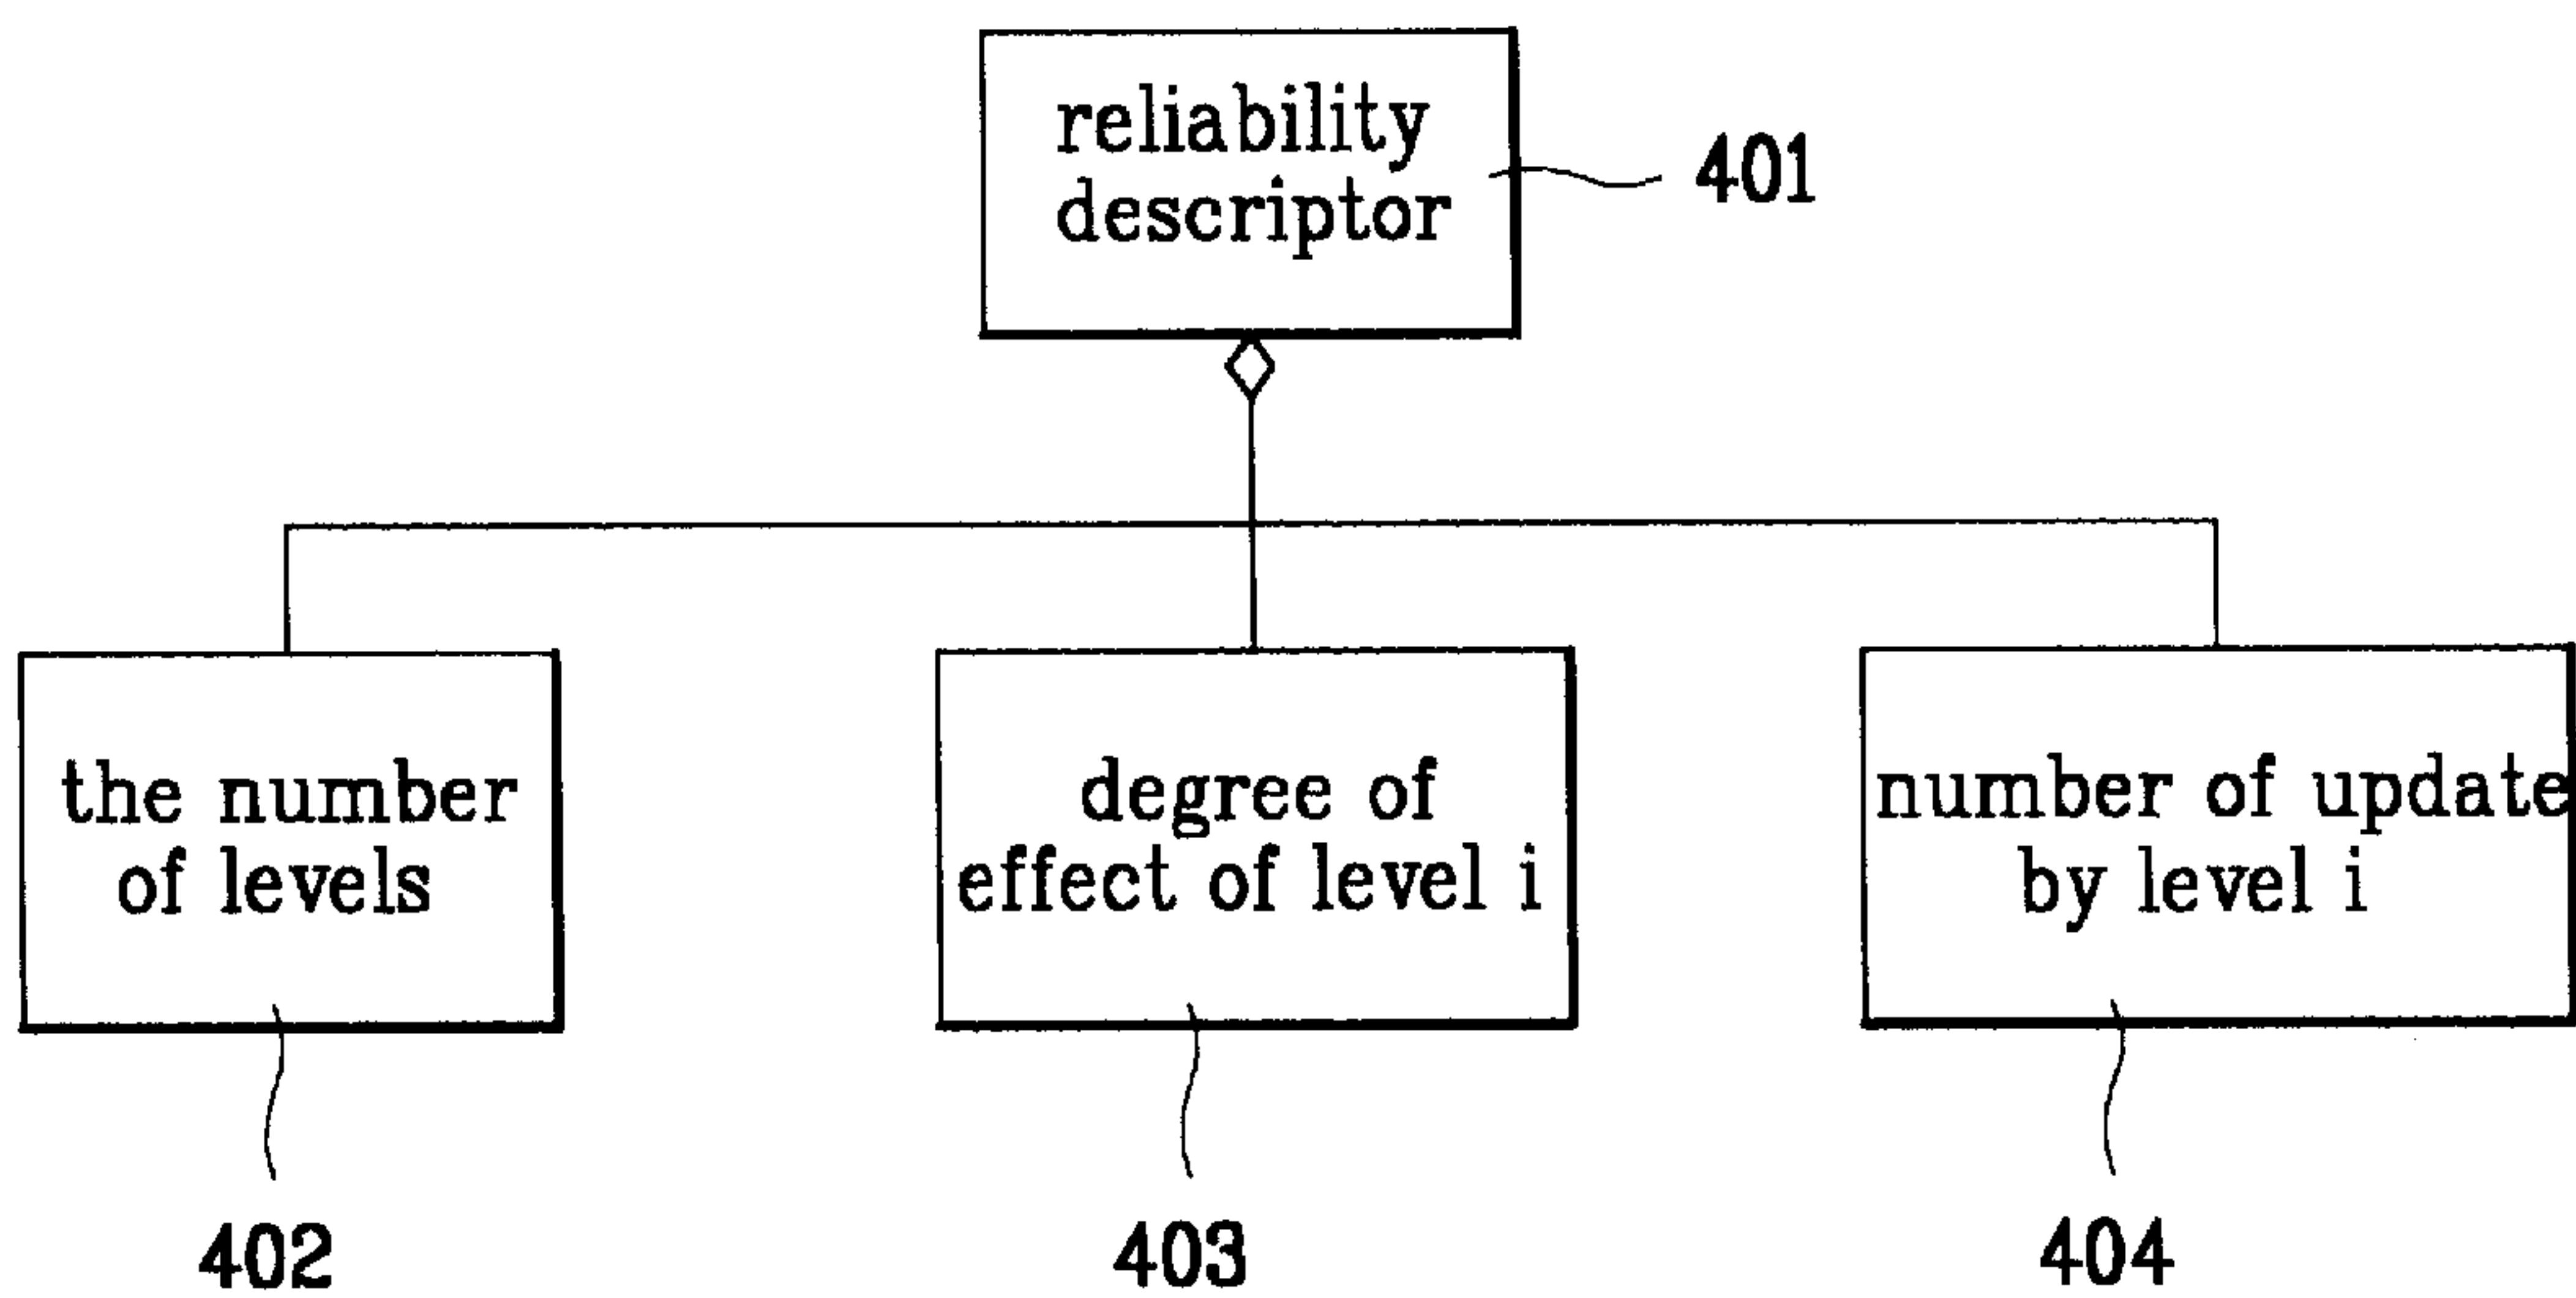 reliability
descriptor
401
the number
of levels
degree of
effect of level i
number of update
by level i
402
403
404